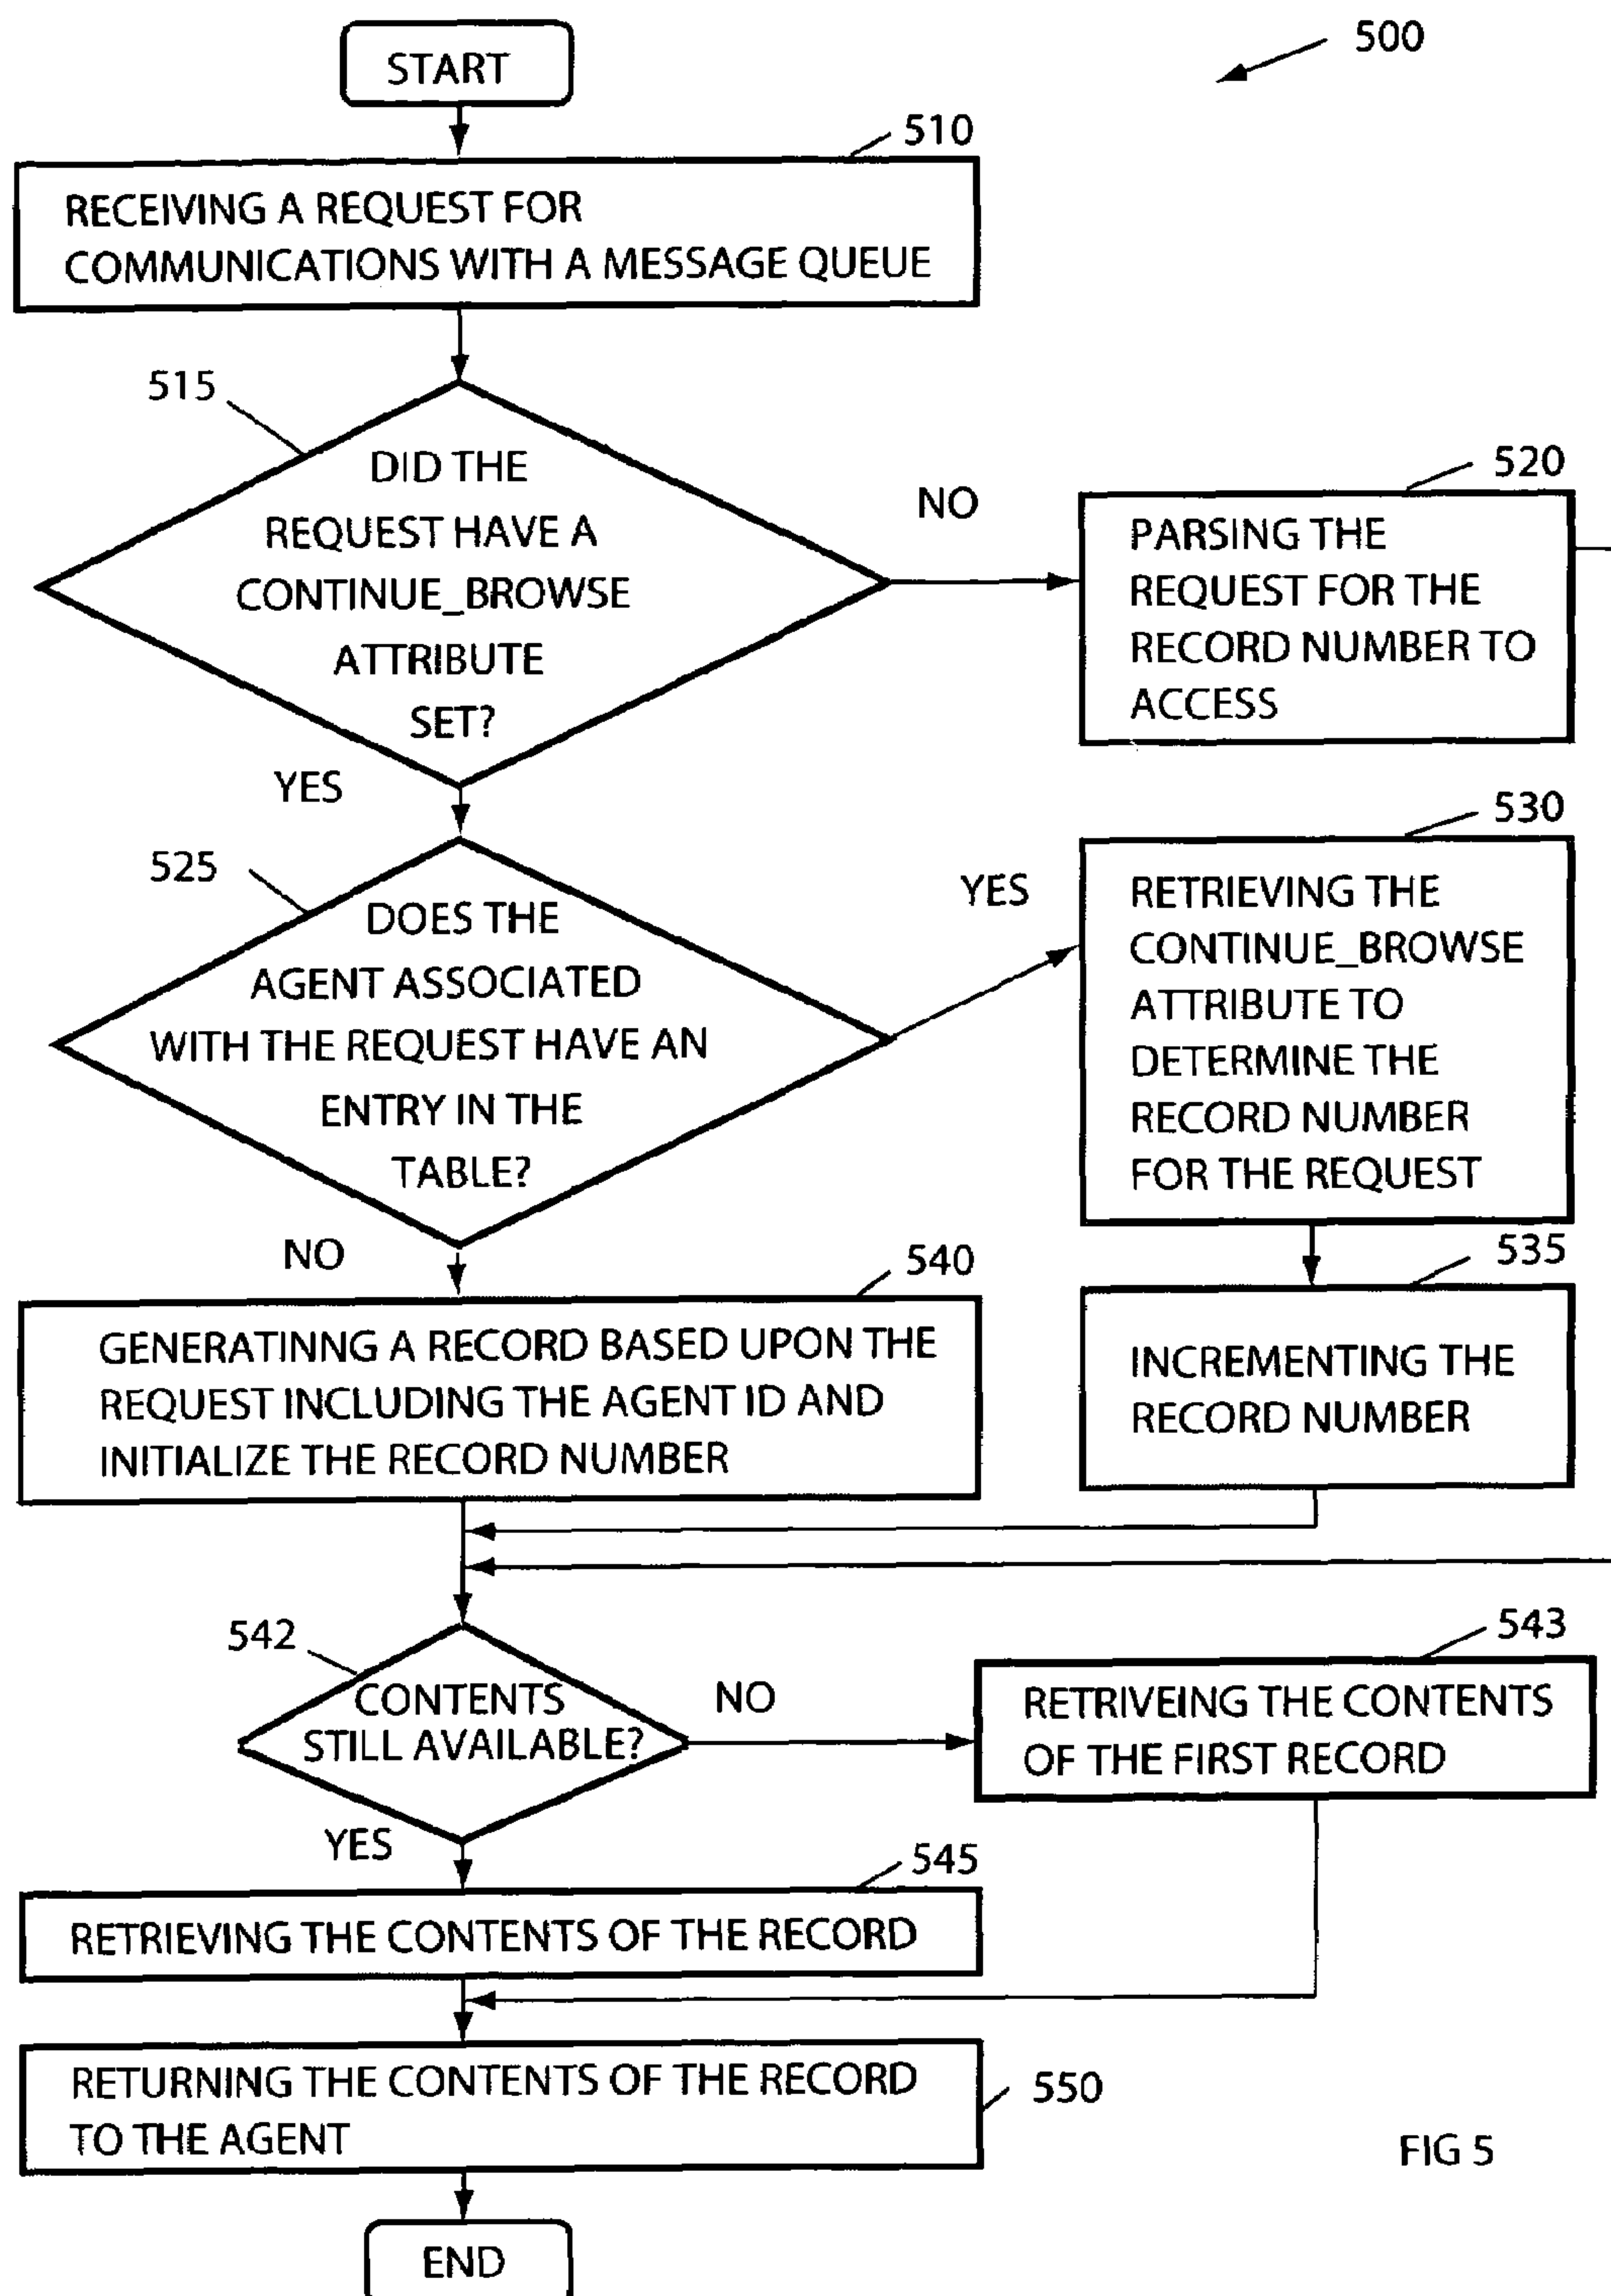 START
500
510
RECEIVING A REQUEST FOR
COMMUNICATIONS WITH A MESSAGE QUEUE
515
DID THE
REQUEST HAVE A
CONTINUE_BROWSE
ATTRIBUTE
SET?
NO
520
PARSING THE
REQUEST FOR THE
RECORD NUMBER TO
ACCESS
YES
525
DOES THE
AGENT ASSOCIATED
WITH THE REQUEST HAVE AN
ENTRY IN THE
TABLE?
YES
530
RETRIEVING THE
CONTINUE_BROWSE
ATTRIBUTE TO
DETERMINE THE
RECORD NUMBER
FOR THE REQUEST
NO
540
GENERATINNG A RECORD BASED UPON THE
REQUEST INCLUDING THE AGENT ID AND
INITIALIZE THE RECORD NUMBER
535
INCREMENTING THE
RECORD NUMBER
542
CONTENTS
STILL AVAILABLE?
NO
543
RETRIVEING THE CONTENTS
OF THE FIRST RECORD
YES
545
RETRIEVING THE CONTENTS OF THE RECORD
RETURNING THE CONTENTS OF THE RECORD
TO THE AGENT
550
FIG 5
END